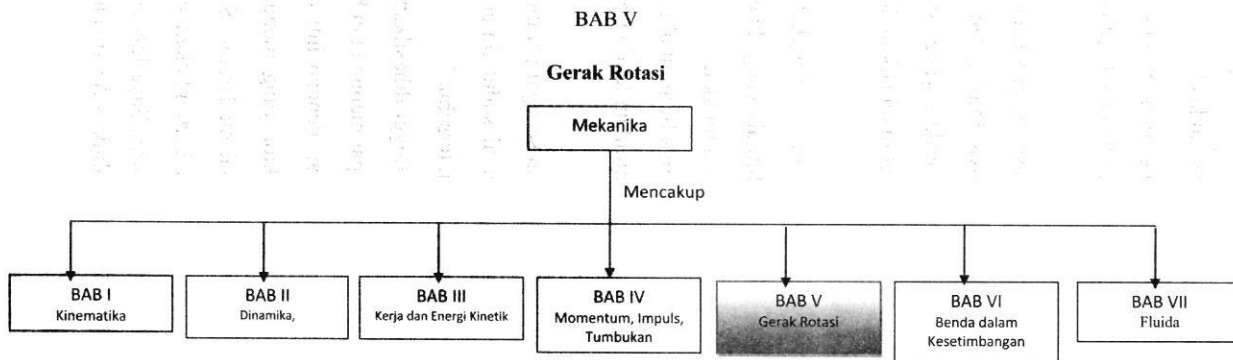 BAB V
Gerak Rotasi
Mekanika
Mencakup
BAB I
Kinematika
BAB II
Dinamika,
BAB III
Kerja dan Energi Kinetik
BAB IV
Momentum, Impuls,
Tumbukan
BAB V
Gerak Rotasi
BAB VI
Benda dalam
Kesetimbangan
BAB VII
Fluida